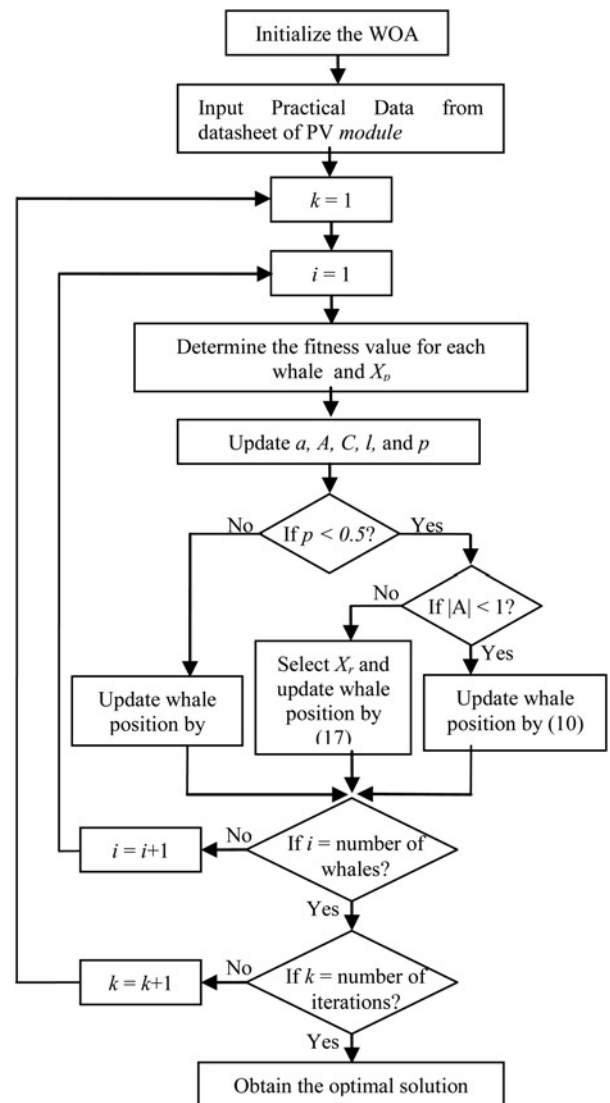 Initialize the WOA
Input Practical Data from
datasheet of PV module
k = 1
i = 1
Determine the fitness value for each
whale and Xp
Update a, A, C, l, and p
If p < 0.5?
No
Yes
If |A| < 1?
No
Yes
Update whale
position by
Select Xr and
update whale
position by
(17)
Update whale
position by (10)
If i = number of
whales?
No
i = i+1
Yes
If k = number of
iterations?
No
k = k+1
Yes
Obtain the optimal solution